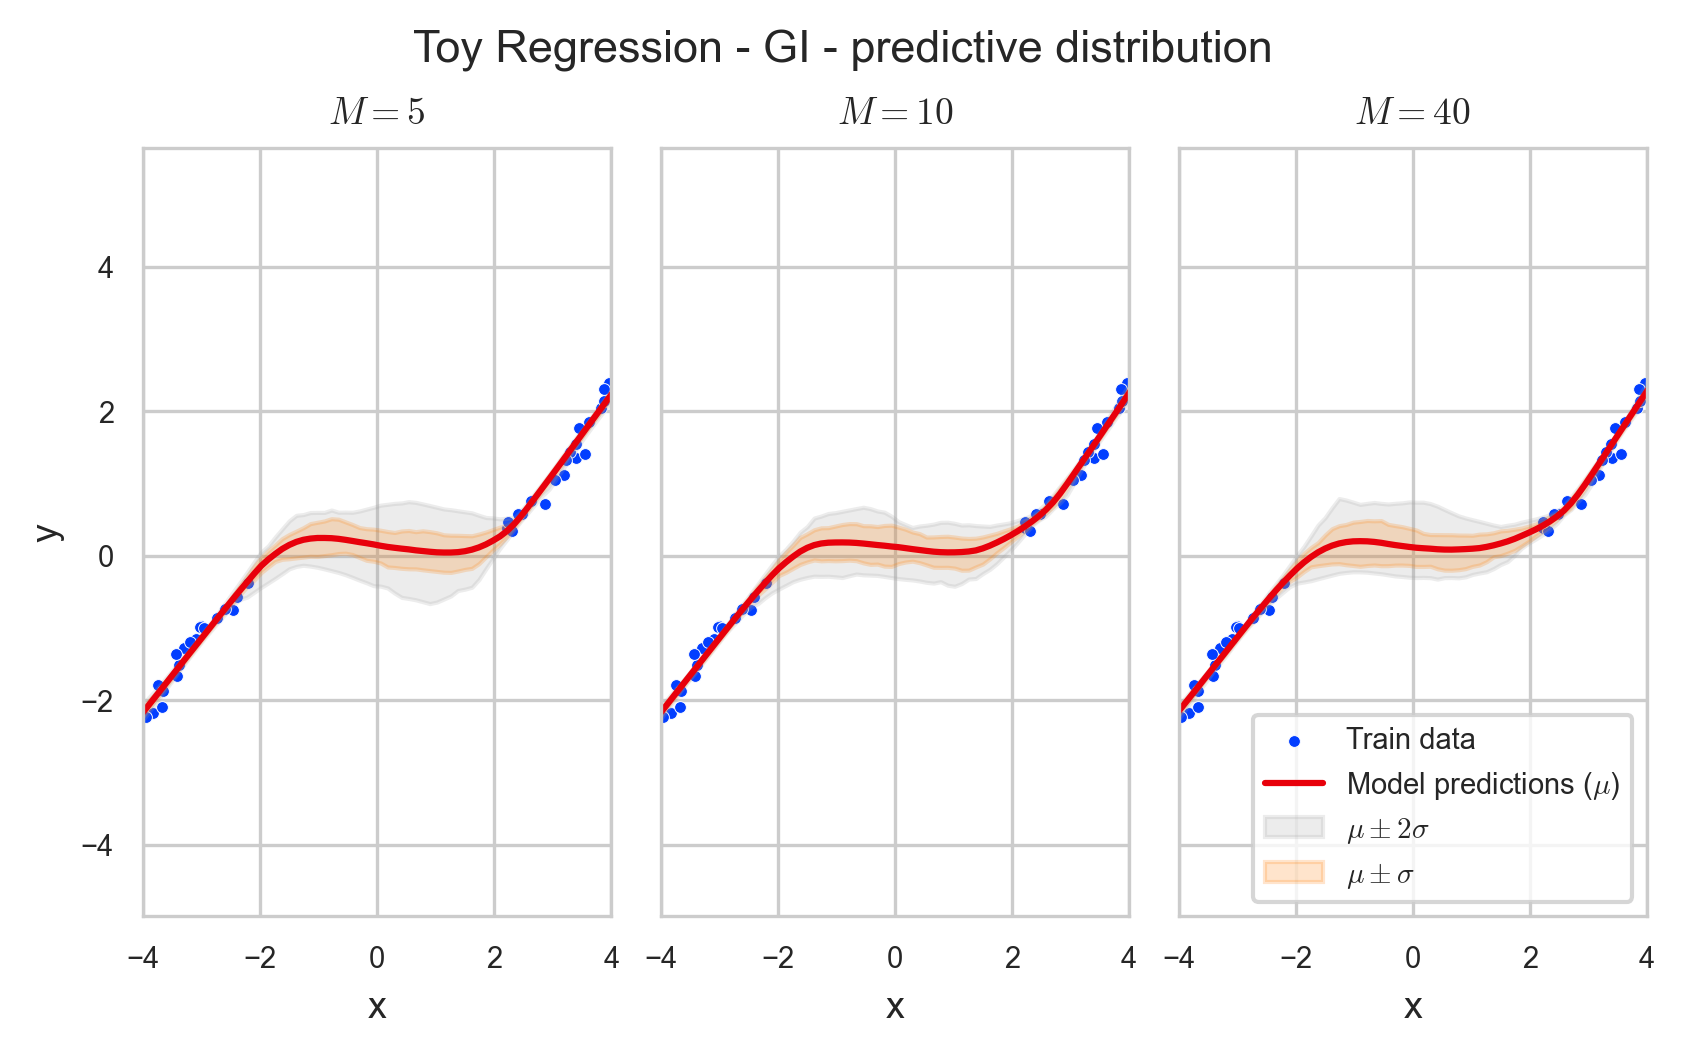 Toy Regression - GI - predictive distribution
M = 5
M = 10
M = 40
y
4
2
0
−2
−4
−4 −2 0 2 4
−4 −2 0 2 4
−4 −2 0 2 4
x
x
x
Train data
Model predictions (μ)
μ ± 2σ
μ ± σ